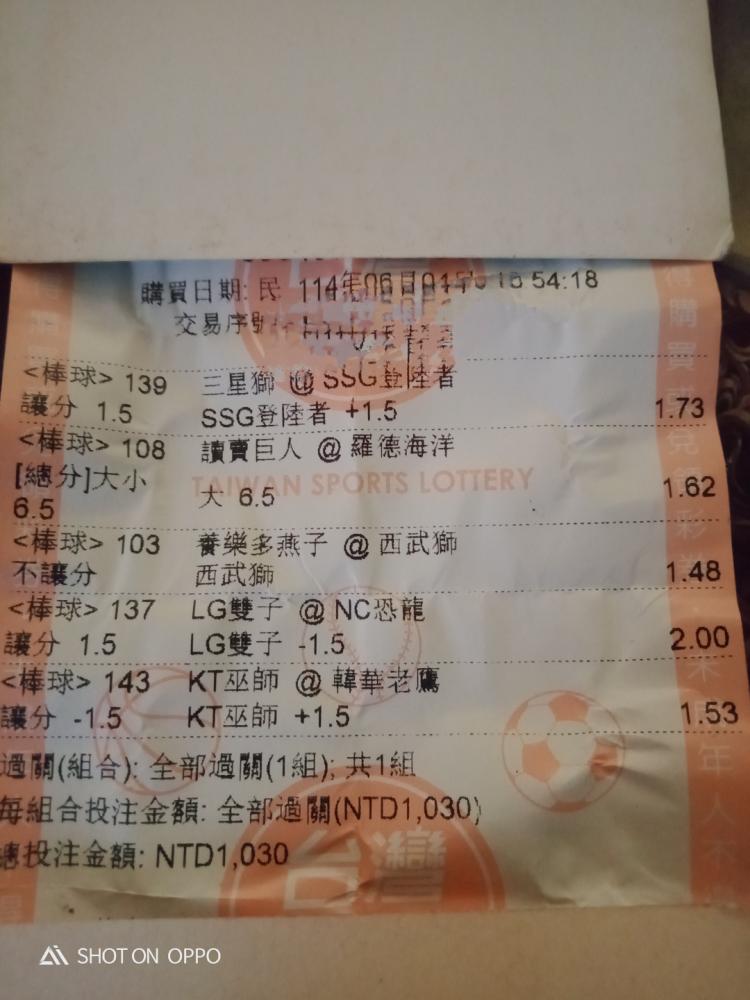 購買日期: 民 114年06月 54:18
交易序號
<棒球> 139 三星獅 @ SSG登陸者
讓分 1.5 SSG登陸者 +1.5 1.73
<棒球> 108 讀賣巨人 @ 羅德海洋
[總分]大小 大 6.5 1.62
6.5
TAIWAN SPORTS LOTTERY
<棒球> 103 養樂多燕子 @ 西武獅
不讓分 西武獅 1.48
<棒球> 137 LG雙子 @ NC恐龍
讓分 1.5 LG雙子 -1.5 2.00
<棒球> 143 KT巫師 @ 韓華老鷹
讓分 -1.5 KT巫師 +1.5 1.53
過關(組合): 全部過關(1組); 共1組
每組合投注金額: 全部過關(NTD1,030)
總投注金額: NTD1,030
台灣
購買
SHOT ON OPPO